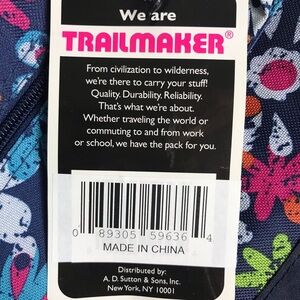 We are
TRAILMAKER®
From civilization to wilderness,
we're there to carry your stuff!
Quality. Durability. Reliability.
That's what we're about.
Whether traveling the world or
commuting to and from work
or school, we have the pack for you.
0 89305 59636 4
MADE IN CHINA
Distributed by:
A. D. Sutton & Sons, Inc.
New York, NY 10001